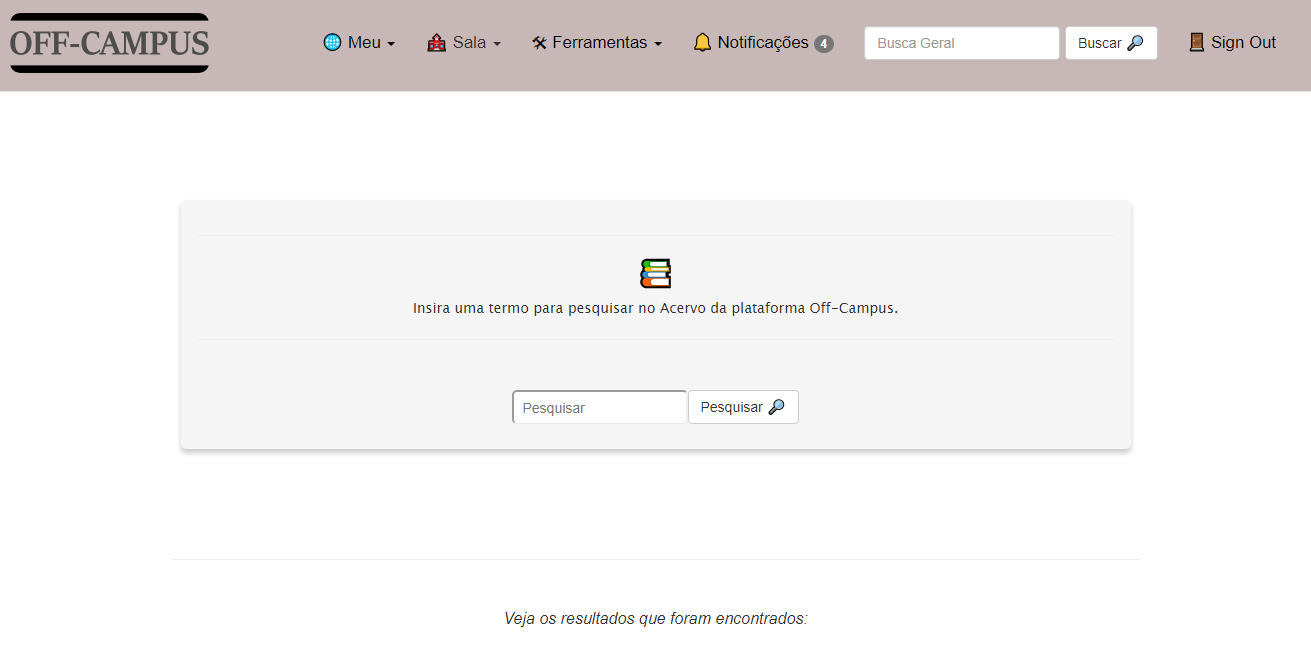 OFF-CAMPUS
Meu Sala Ferramentas Notificações 4 Busca Geral Buscar Sign Out
Insira uma termo para pesquisar no Acervo da plataforma Off-Campus.
Pesquisar Pesquisar
Veja os resultados que foram encontrados: